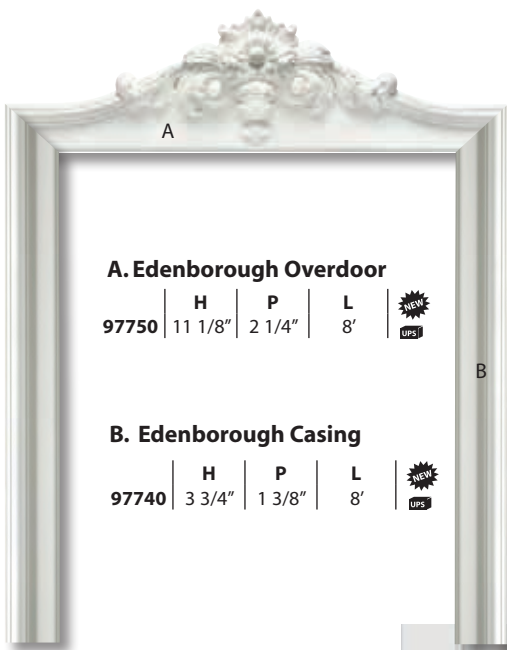 A
A. Edenborough Overdoor
H P L NEW
97750 11 1/8” 2 1/4” 8’ UPS
B
B. Edenborough Casing
H P L NEW
97740 3 3/4” 1 3/8” 8’ UPS